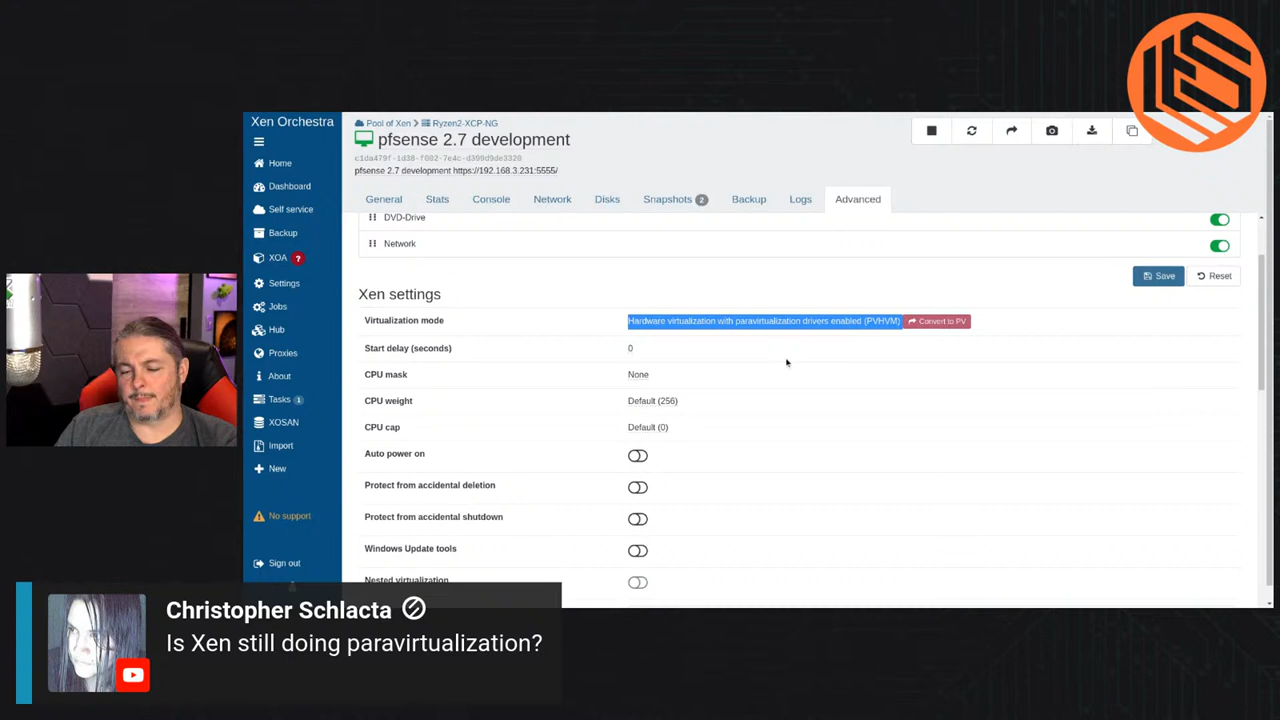 Xen Orchestra
Home
Dashboard
Self service
Backup
XOA ?
Settings
Jobs
Hub
Proxies
About
Tasks 1
XOSAN
Import
New
No support
Sign out
Pool of Xen > Ryzen2-XCP-NG
pfsense 2.7 development
c1da479f-1d38-f002-7e4c-d399d9de3320
pfsense 2.7 development https://192.168.3.231:5555/
General Stats Console Network Disks Snapshots 2 Backup Logs Advanced
DVD-Drive
Network
Save Reset
Xen settings
Virtualization mode Hardware virtualization with paravirtualization drivers enabled (PVHVM) Convert to PV
Start delay (seconds) 0
CPU mask None
CPU weight Default (256)
CPU cap Default (0)
Auto power on
Protect from accidental deletion
Protect from accidental shutdown
Windows Update tools
Nested virtualization
Christopher Schlacta
Is Xen still doing paravirtualization?